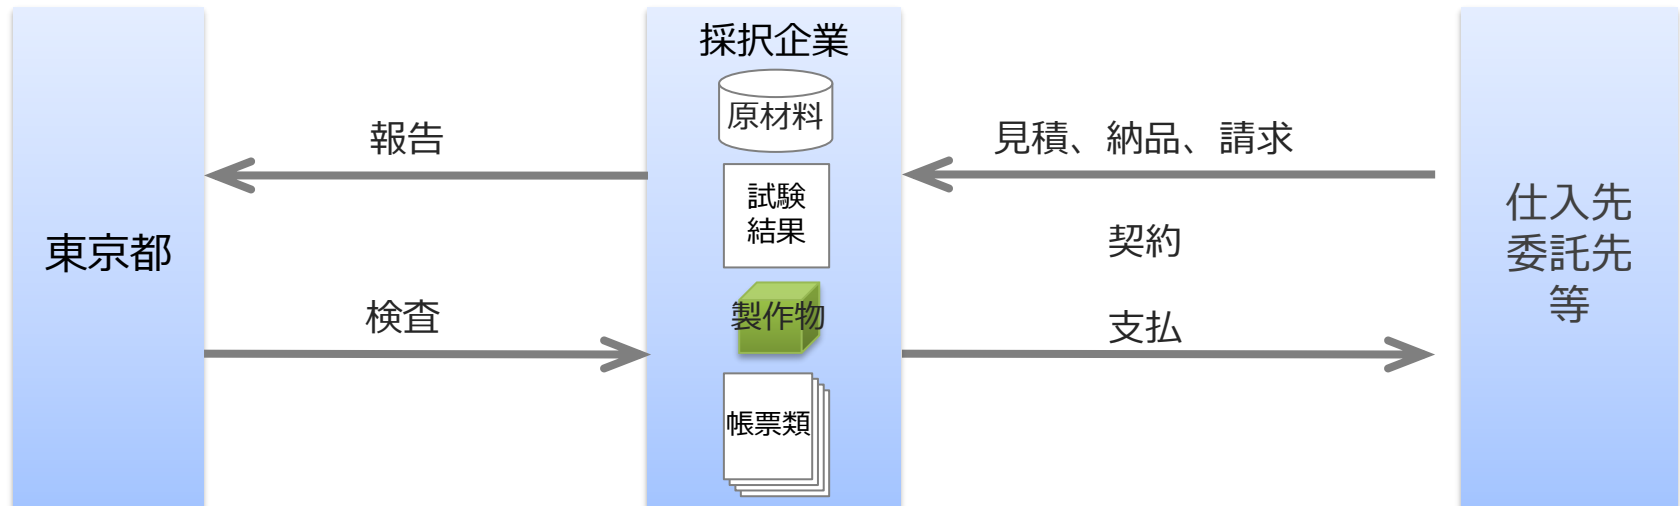 東京都
報告
検査
採択企業
原材料
試験
結果
製作物
帳票類
見積、納品、請求
契約
支払
仕入先
委託先
等